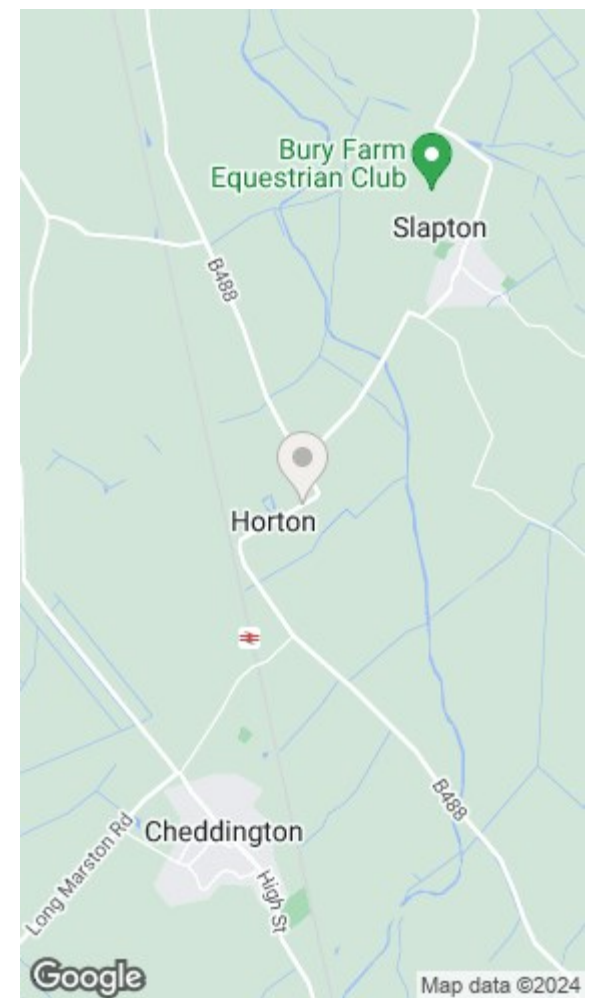 Bury Farm
Equestrian Club
Slapton
B488
Horton
B488
Cheddington
Long Marston Rd
High St
Google
Map data ©2024